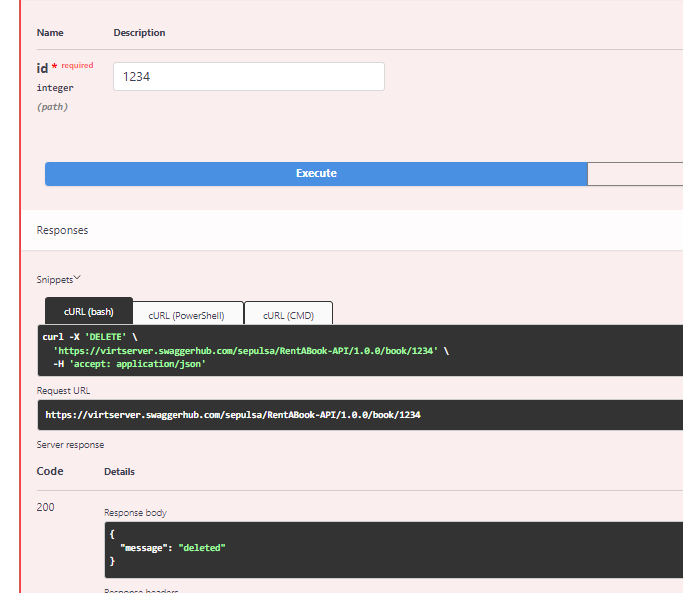 Name Description
id * required
1234
integer
(path)
Execute
Responses
Snippets
cURL (bash) cURL (PowerShell) cURL (CMD)
curl -X 'DELETE' \
'https://virtserver.swaggerhub.com/sepulsa/RentABook-API/1.0.0/book/1234' \
-H 'accept: application/json'
Request URL
https://virtserver.swaggerhub.com/sepulsa/RentABook-API/1.0.0/book/1234
Server response
Code Details
200
Response body
{
"message": "deleted"
}
Response headers